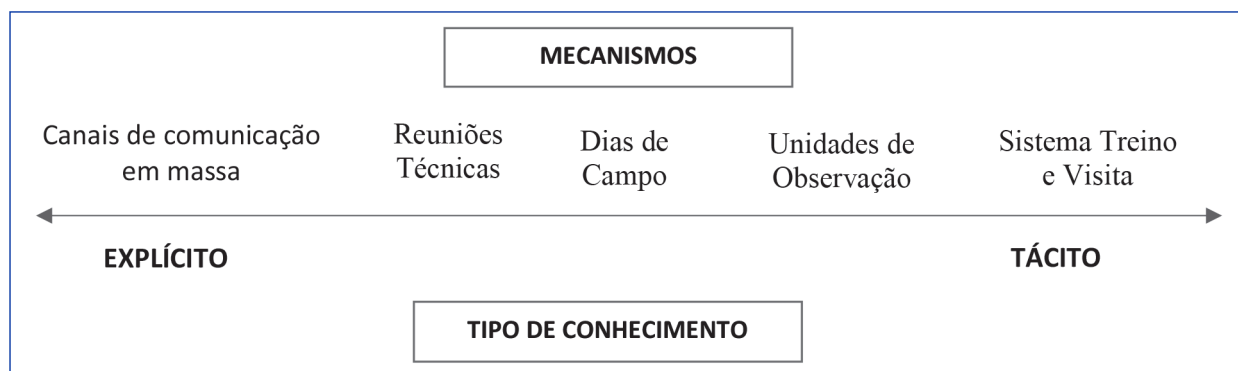 MECANISMOS
Canais de comunicação
em massa
Reuniões
Técnicas
Dias de
Campo
Unidades de
Observação
Sistema Treino
e Visita
EXPLÍCITO
TÁCITO
TIPO DE CONHECIMENTO